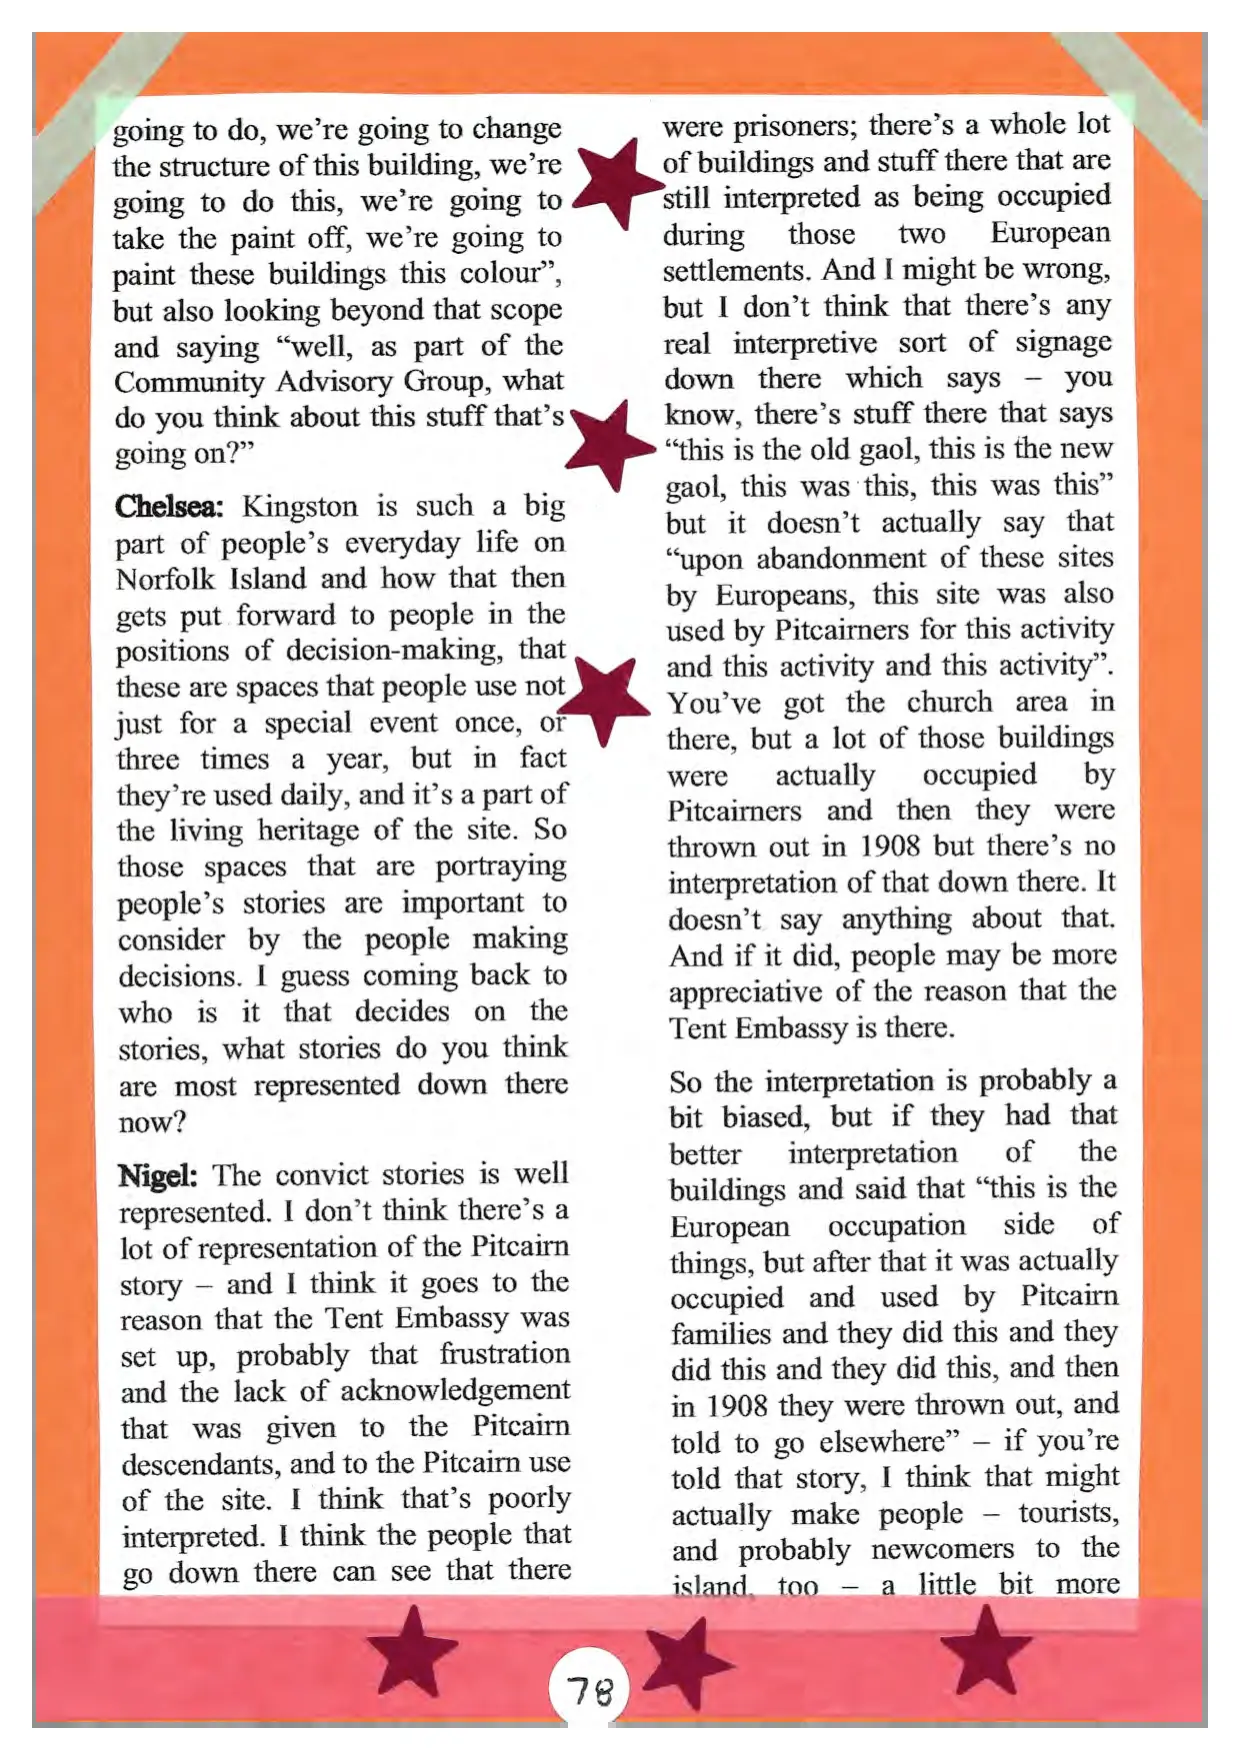 going to do, we're going to change
the structure of this building, we're
going to do this, we're going to
take the paint off, we're going to
paint these buildings this colour”,
but also looking beyond that scope
and saying “well, as part of the
Community Advisory Group, what
do you think about this stuff that's
going on?”
Chelsea: Kingston is such a big
part of people's everyday life on
Norfolk Island and how that then
gets put forward to people in the
positions of decision-making, that
these are spaces that people use not
just for a special event once, or
three times a year, but in fact
they're used daily, and it's a part of
the living heritage of the site. So
those spaces that are portraying
people's stories are important to
consider by the people making
decisions. I guess coming back to
who is it that decides on the
stories, what stories do you think
are most represented down there
now?
Nigel: The convict stories is well
represented. I don't think there's a
lot of representation of the Pitcairn
story – and I think it goes to the
reason that the Tent Embassy was
set up, probably that frustration
and the lack of acknowledgement
that was given to the Pitcairn
descendants, and to the Pitcairn use
of the site. I think that's poorly
interpreted. I think the people that
go down there can see that there
were prisoners; there's a whole lot
of buildings and stuff there that are
still interpreted as being occupied
during those two European
settlements. And I might be wrong,
but I don't think that there's any
real interpretive sort of signage
down there which says – you
know, there's stuff there that says
“this is the old gaol, this is the new
gaol, this was this, this was this”
but it doesn't actually say that
“upon abandonment of these sites
by Europeans, this site was also
used by Pitcairners for this activity
and this activity and this activity”.
You've got the church area in
there, but a lot of those buildings
were actually occupied by
Pitcairners and then they were
thrown out in 1908 but there's no
interpretation of that down there. It
doesn't say anything about that.
And if it did, people may be more
appreciative of the reason that the
Tent Embassy is there.
So the interpretation is probably a
bit biased, but if they had that
better interpretation of the
buildings and said that “this is the
European occupation side of
things, but after that it was actually
occupied and used by Pitcairn
families and they did this and they
did this and they did this, and then
in 1908 they were thrown out, and
told to go elsewhere” – if you're
told that story, I think that might
actually make people – tourists,
and probably newcomers to the
island, too – a little bit more
78